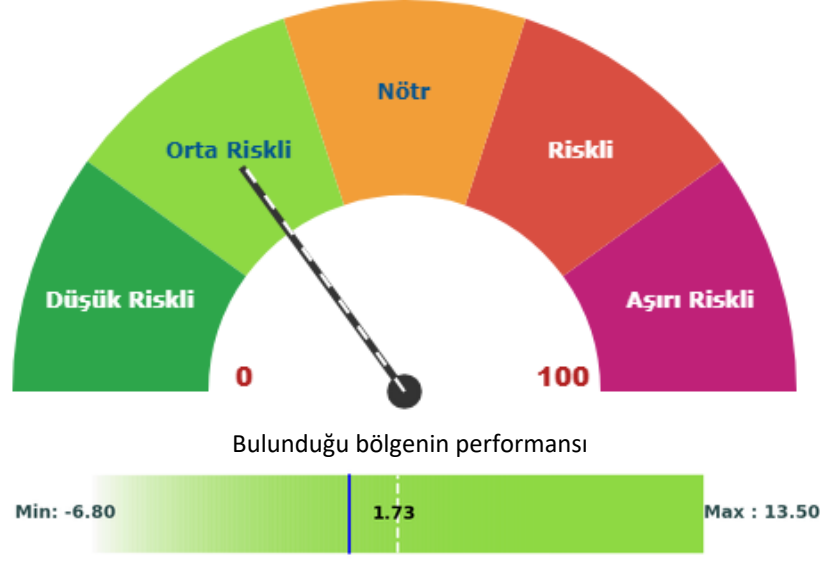 Nötr
Orta Riskli
Riskli
Düşük Riskli
Aşırı Riskli
0
100
Bulunduğu bölgenin performansı
Min: -6.80
1.73
Max : 13.50